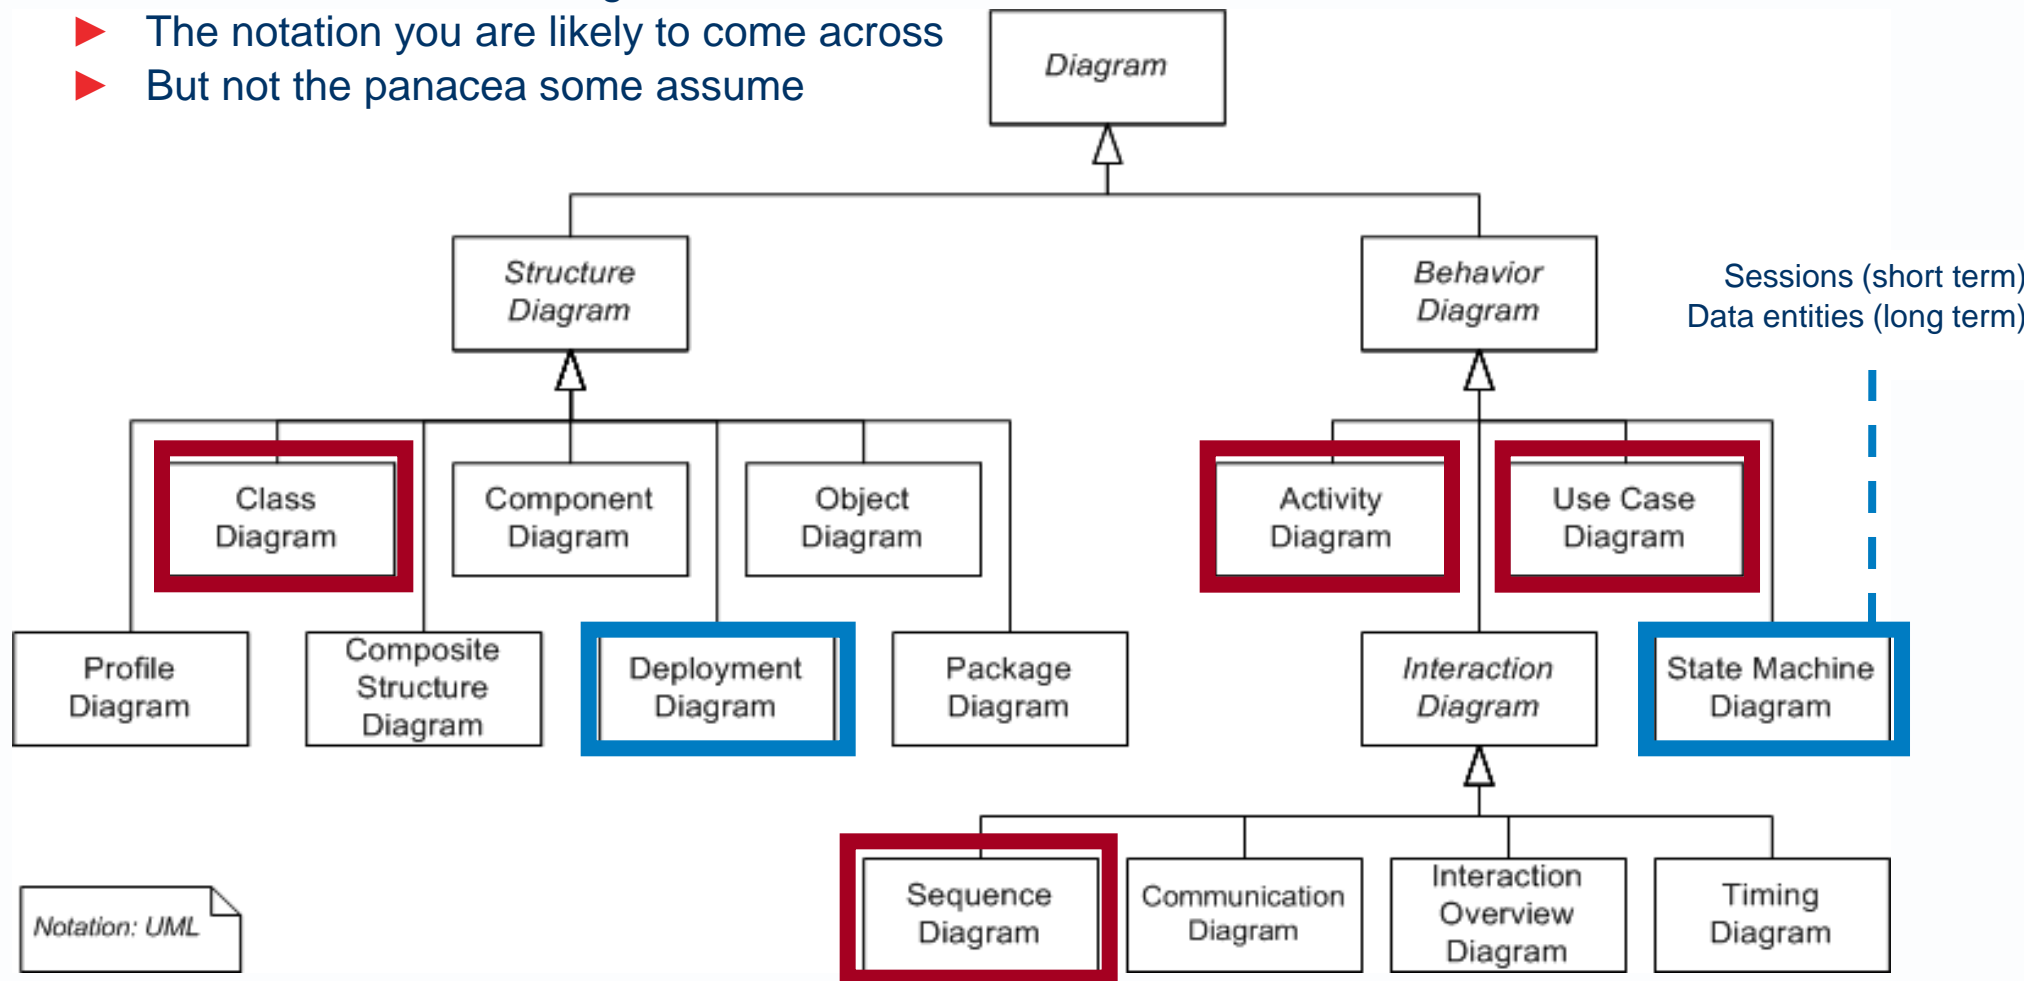 The notation you are likely to come across
But not the panacea some assume
Diagram
Structure
Diagram
Behavior
Diagram
Sessions (short term)
Data entities (long term)
Class
Diagram
Component
Diagram
Object
Diagram
Activity
Diagram
Use Case
Diagram
Profile
Diagram
Composite
Structure
Diagram
Deployment
Diagram
Package
Diagram
Interaction
Diagram
State Machine
Diagram
Sequence
Diagram
Communication
Diagram
Interaction
Overview
Diagram
Timing
Diagram
Notation: UML